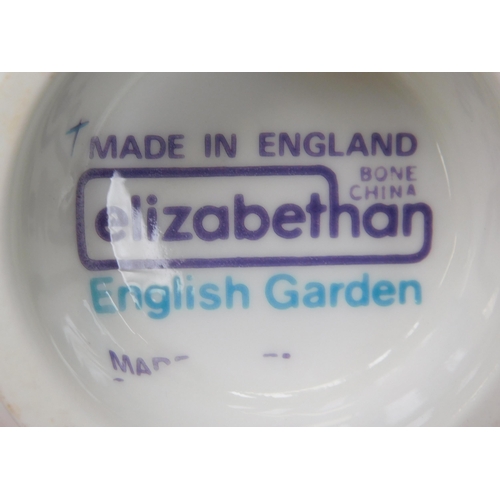 MADE IN ENGLAND
BONE
CHINA
elizabethan
English Garden